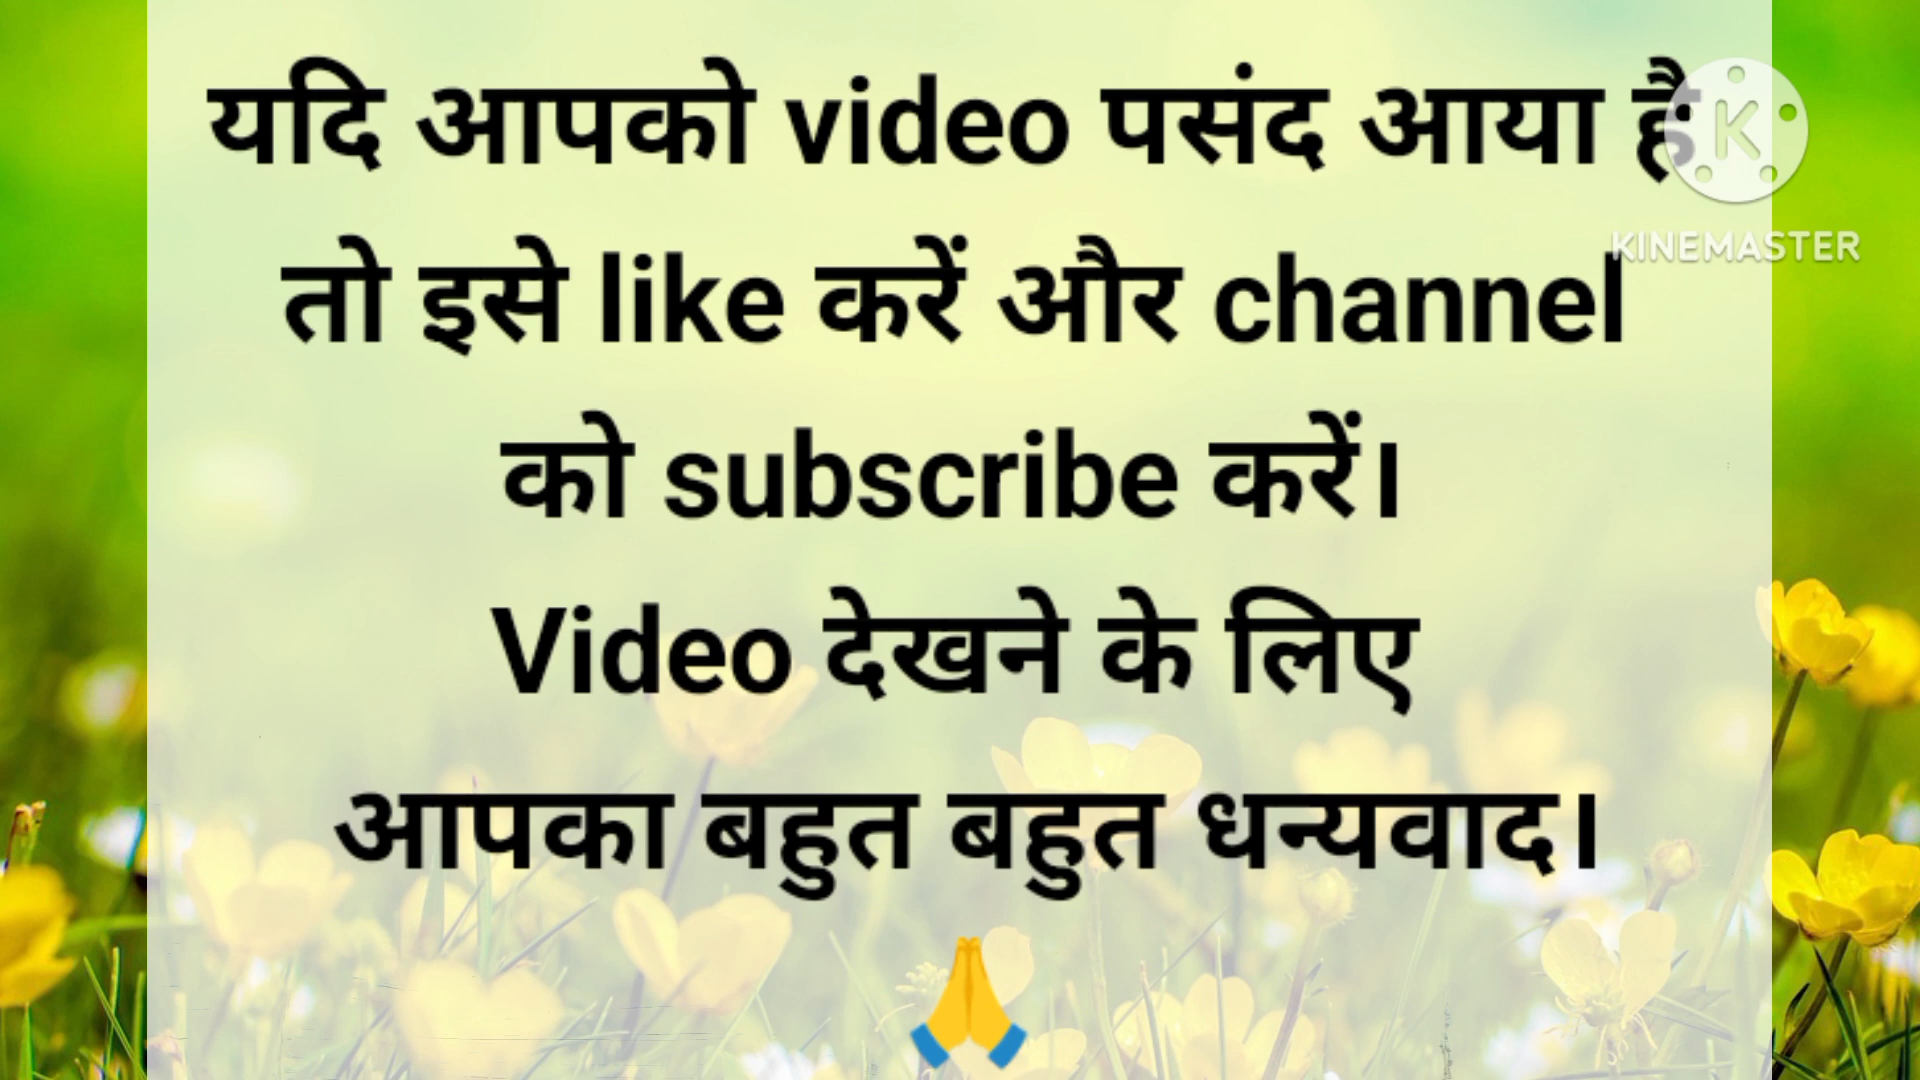 यदि आपको video पसंद आया है
तो इसे like करें और channel
को subscribe करें।
Video देखने के लिए
आपका बहुत बहुत धन्यवाद।
🙏
K
KINEMASTER